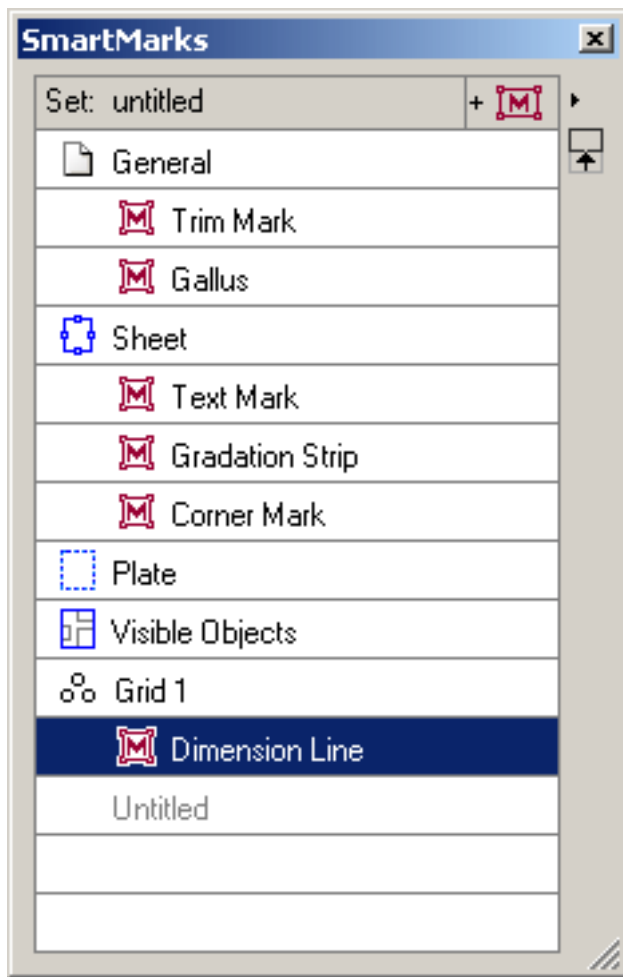 SmartMarks
Set: untitled
General
Trim Mark
Gallus
Sheet
Text Mark
Gradation Strip
Corner Mark
Plate
Visible Objects
Grid 1
Dimension Line
Untitled